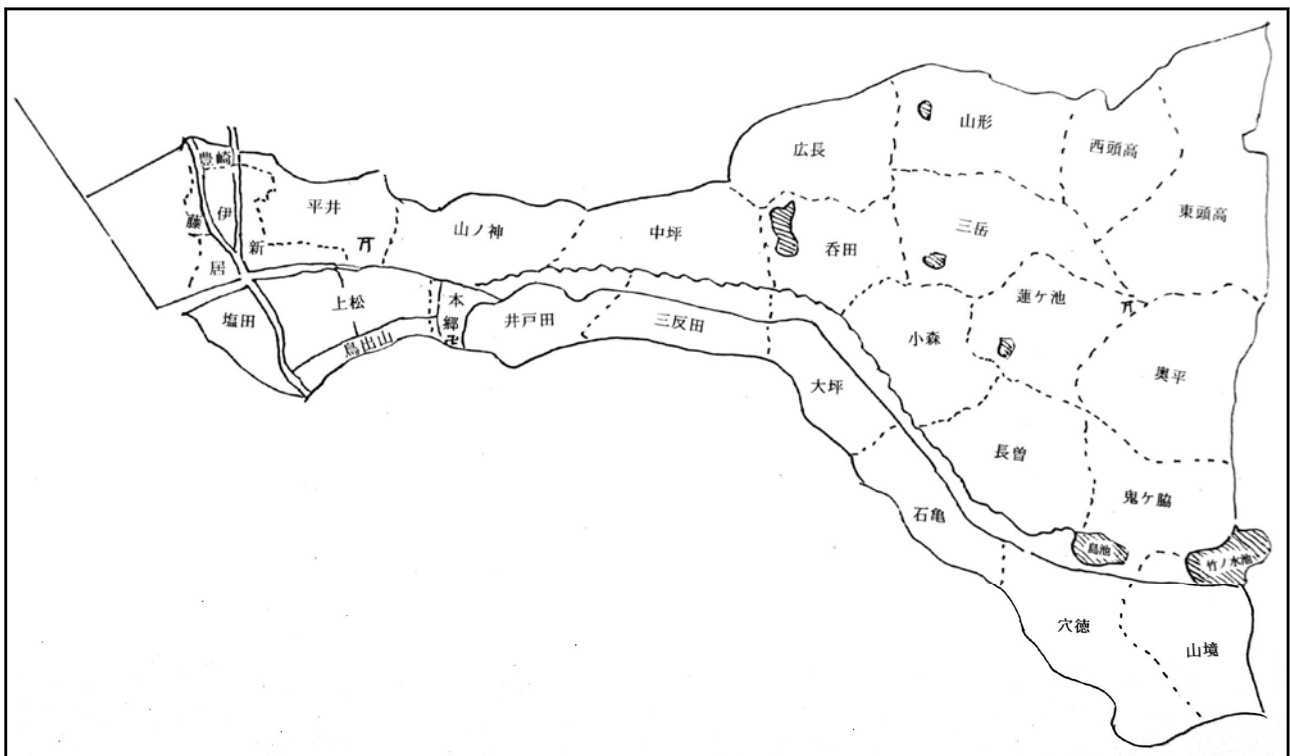 豊崎
伊
藤
新
居
平井
山ノ神
中坪
広長
山形
西頭高
東頭高
呑田
三岳
蓮ケ池
小森
奥平
塩田
上松
鳥出山
本郷
井戸田
三反田
大坪
長曽
鬼ケ脇
石亀
島池
竹ノ水池
穴徳
山境